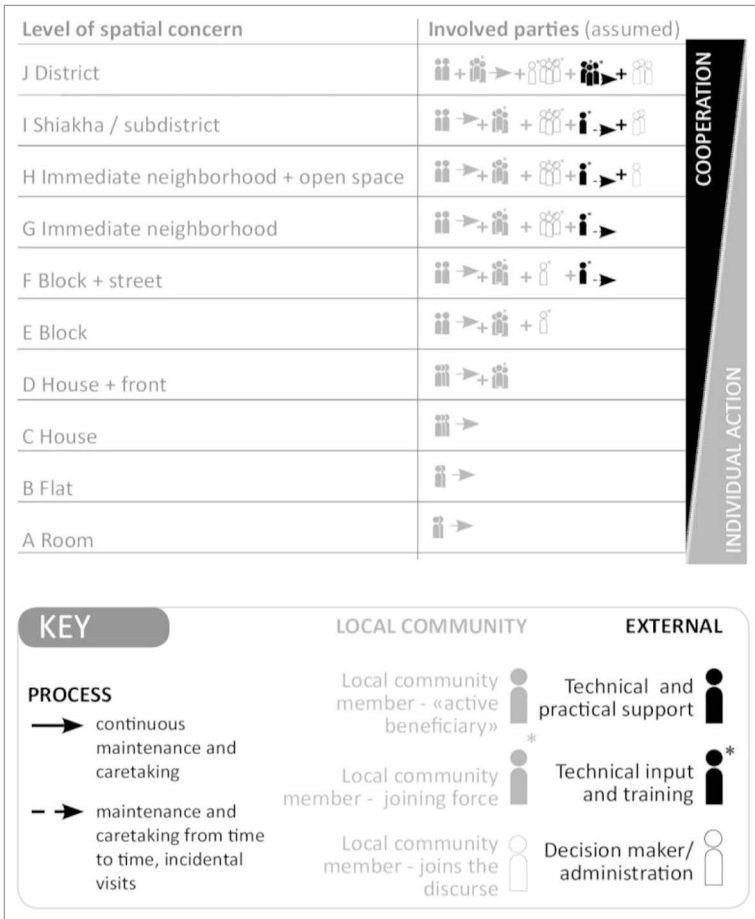 Level of spatial concern
Involved parties (assumed)
J District
I Shiakha / subdistrict
H Immediate neighborhood + open space
G Immediate neighborhood
F Block + street
E Block
D House + front
C House
B Flat
A Room
COOPERATION
INDIVIDUAL ACTION
KEY
PROCESS
continuous
maintenance and
caretaking
maintenance and
caretaking from time
to time, incidental
visits
LOCAL COMMUNITY
Local community
member - «active
beneficiary»
*
Local community
member - joining force
Local community
member - joins the
discurse
EXTERNAL
Technical and
practical support
*
Technical input
and training
Decision maker/
administration